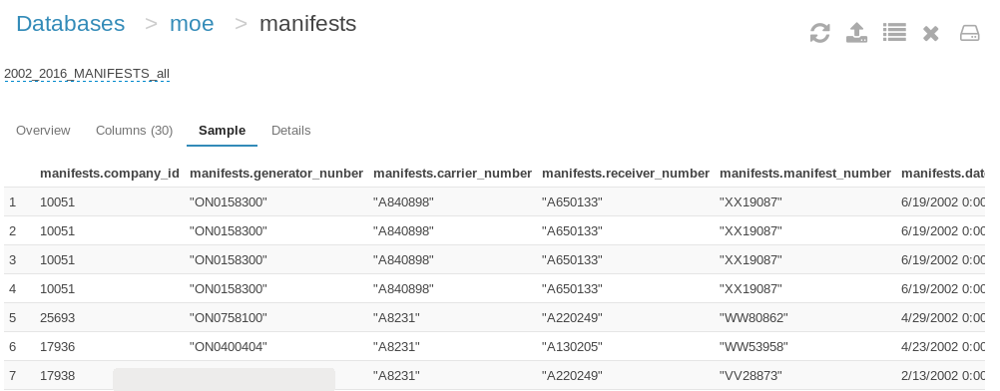 Databases > moe > manifests
2002_2016_MANIFESTS_all
Overview Columns (30) Sample Details
manifests.company_id manifests.generator_nunber manifests.carrier_number manifests.receiver_number manifests.manifest_number manifests.dat
1 10051 "ON0158300" "A840898" "A650133" "XX19087" 6/19/2002 0:00
2 10051 "ON0158300" "A840898" "A650133" "XX19087" 6/19/2002 0:00
3 10051 "ON0158300" "A840898" "A650133" "XX19087" 6/19/2002 0:00
4 10051 "ON0158300" "A840898" "A650133" "XX19087" 6/19/2002 0:00
5 25693 "ON0758100" "A8231" "A220249" "WW80862" 4/29/2002 0:00
6 17936 "ON0400404" "A8231" "A130205" "WW53958" 4/23/2002 0:00
7 17938 "A8231" "A220249" "VV28873" 2/13/2002 0:00